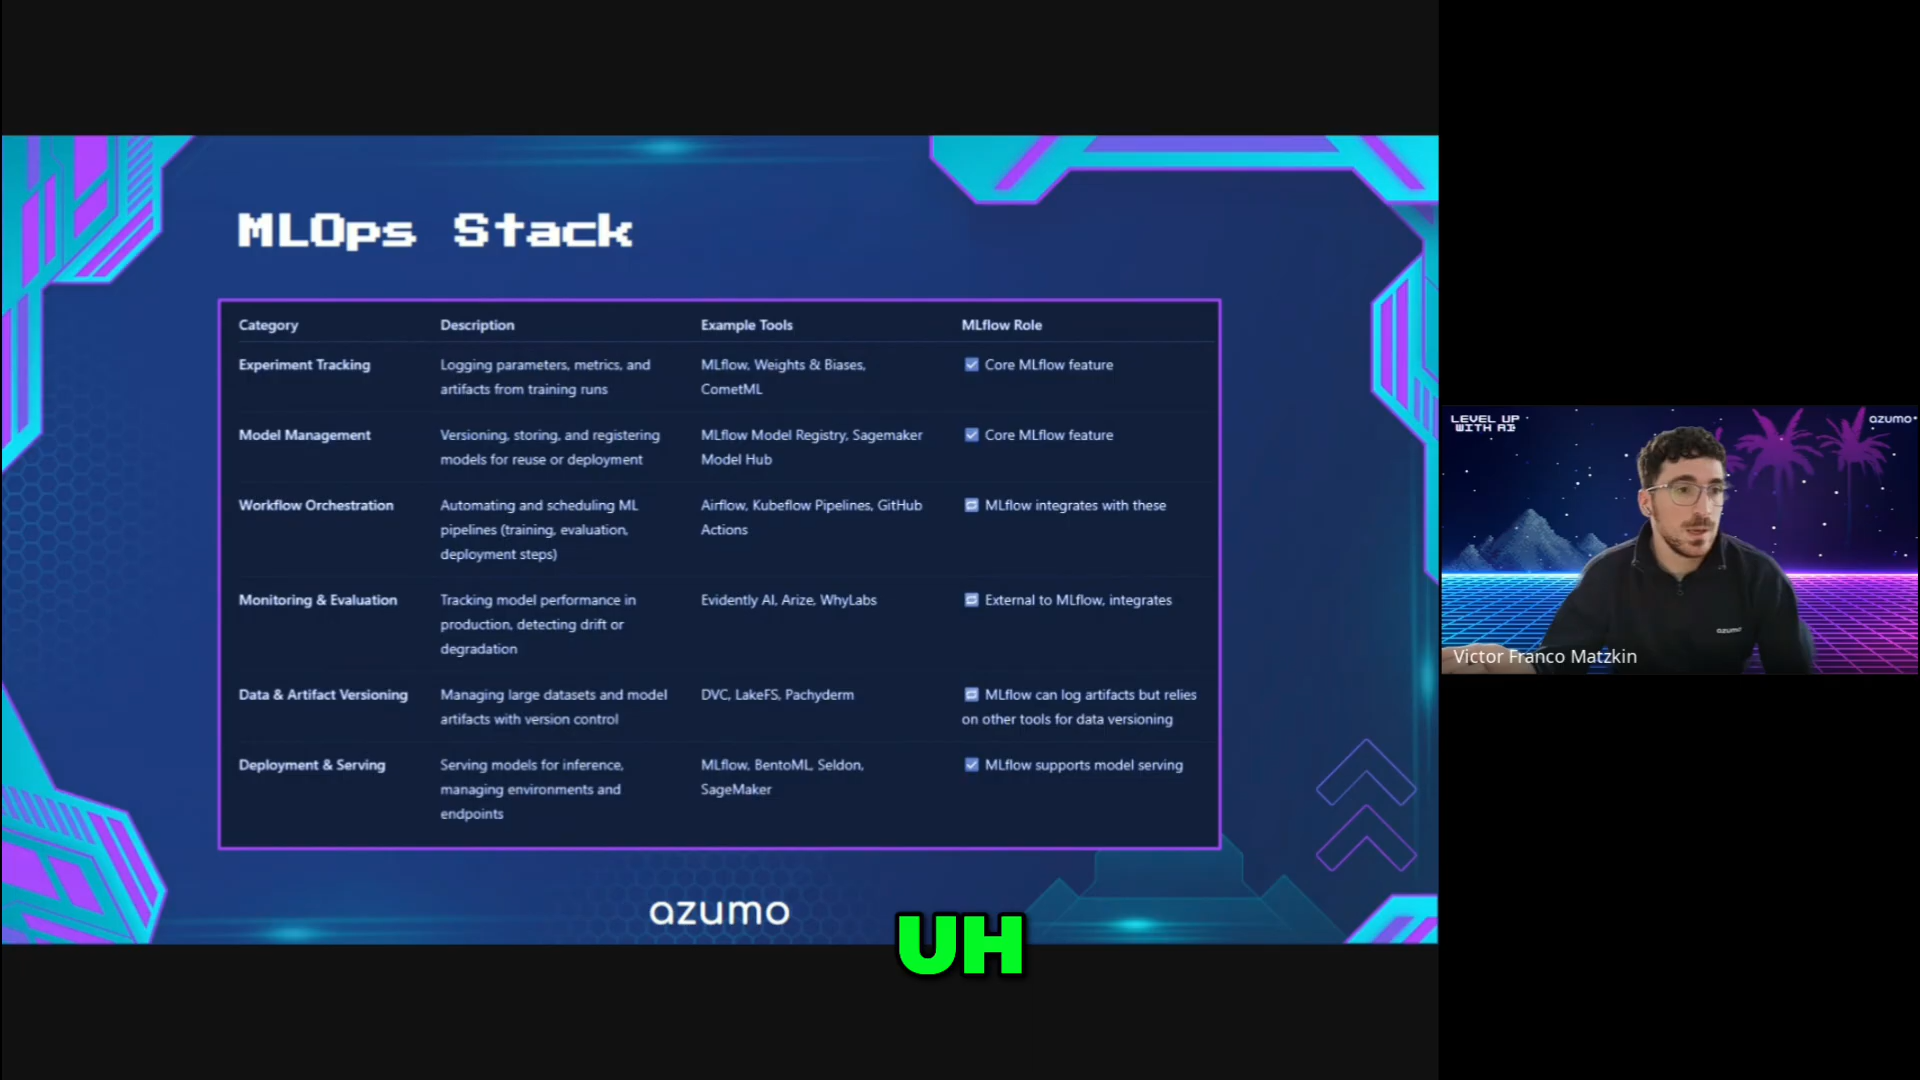 MLOps Stack
Category Description Example Tools MLflow Role
Experiment Tracking Logging parameters, metrics, and MLflow, Weights & Biases, ☑ Core MLflow feature
artifacts from training runs CometML
Model Management Versioning, storing, and registering MLflow Model Registry, Sagemaker ☑ Core MLflow feature
models for reuse or deployment Model Hub
Workflow Orchestration Automating and scheduling ML Airflow, Kubeflow Pipelines, GitHub 🔁 MLflow integrates with these
pipelines (training, evaluation, Actions
deployment steps)
Monitoring & Evaluation Tracking model performance in Evidently AI, Arize, WhyLabs 🔁 External to MLflow, integrates
production, detecting drift or
degradation
Data & Artifact Versioning Managing large datasets and model DVC, LakeFS, Pachyderm 🔁 MLflow can log artifacts but relies
artifacts with version control on other tools for data versioning
Deployment & Serving Serving models for inference, MLflow, BentoML, Seldon, ☑ MLflow supports model serving
managing environments and SageMaker
endpoints
azumo
UH
LEVEL UP
WITH AI
azumo
azumo
Victor Franco Matzkin